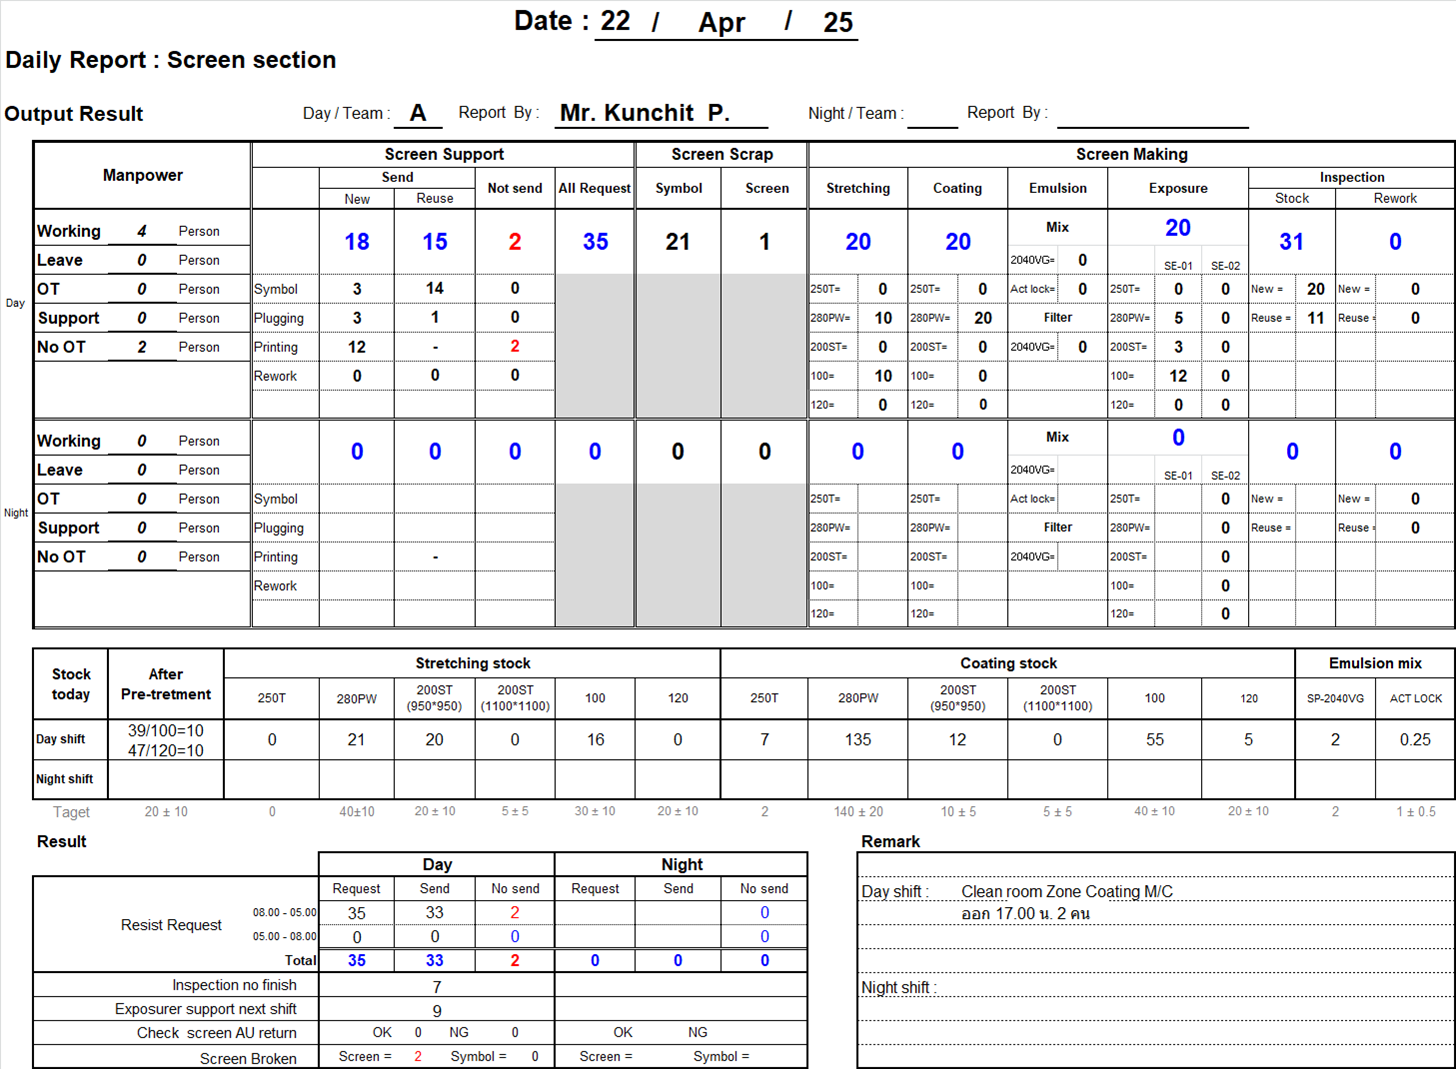 Date : 22 / Apr / 25
Daily Report : Screen section
Output Result Day / Team : A Report By : Mr. Kunchit P. Night / Team : Report By :
Manpower Screen Support Screen Scrap Screen Making
Send Not send All Request Symbol Screen Stretching Coating Emulsion Exposure Inspection
New Reuse Stock Rework
Day
Working 4 Person 18 15 2 35 21 1 20 20 Mix 20 31 0
Leave 0 Person 2040VG= 0 SE-01 SE-02
OT 0 Person Symbol 3 14 0 250T= 0 250T= 0 Act lock= 0 250T= 0 0 New = 20 New = 0
Support 0 Person Plugging 3 1 0 280PW= 10 280PW= 20 Filter 280PW= 5 0 Reuse = 11 Reuse = 0
No OT 2 Person Printing 12 - 2 200ST= 0 200ST= 0 2040VG= 0 200ST= 3 0
Rework 0 0 0 100= 10 100= 0 100= 12 0
120= 0 120= 0 120= 0 0
Night
Working 0 Person 0 0 0 0 0 0 0 0 Mix 0 0 0
Leave 0 Person 2040VG= SE-01 SE-02
OT 0 Person Symbol 250T= 250T= Act lock= 250T= 0 New = New = 0
Support 0 Person Plugging 280PW= 280PW= Filter 280PW= 0 Reuse = Reuse = 0
No OT 0 Person Printing - 200ST= 200ST= 2040VG= 200ST= 0
Rework 100= 100= 100= 0
120= 120= 120= 0
Stock today After Pre-tretment Stretching stock Coating stock Emulsion mix
250T 280PW 200ST (950*950) 200ST (1100*1100) 100 120 250T 280PW 200ST (950*950) 200ST (1100*1100) 100 120 SP-2040VG ACT LOCK
Day shift 39/100=10 47/120=10 0 21 20 0 16 0 7 135 12 0 55 5 2 0.25
Night shift
Taget 20 ± 10 0 40±10 20 ± 10 5 ± 5 30 ± 10 20 ± 10 2 140 ± 20 10 ± 5 5 ± 5 40 ± 10 20 ± 10 2 1 ± 0.5
Result
Day Night
Request Send No send Request Send No send
Resist Request
08.00 - 05.00 35 33 2 0
05.00 - 08.00 0 0 0 0
Total 35 33 2 0 0 0
Inspection no finish 7
Exposurer support next shift 9
Check screen AU return OK 0 NG 0 OK NG
Screen Broken Screen = 2 Symbol = 0 Screen = Symbol =
Remark
Day shift : Clean room Zone Coating M/C
ออก 17.00 น. 2 คน
Night shift :